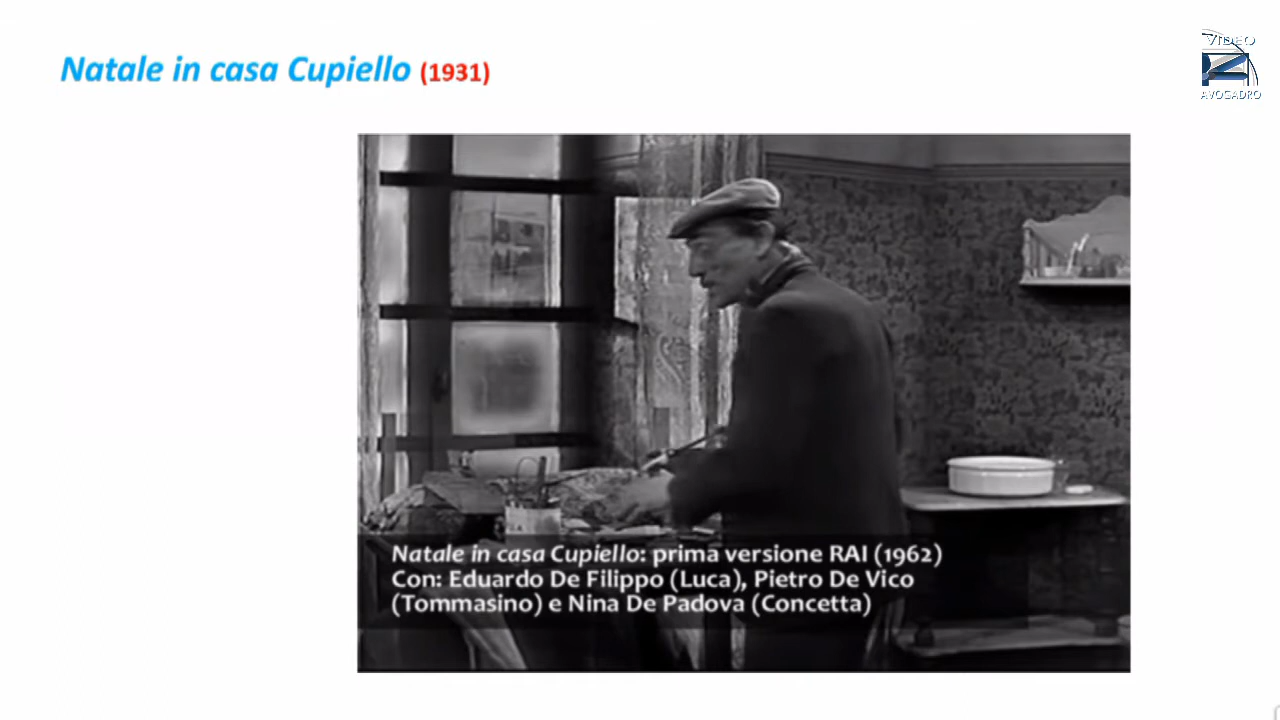 Natale in casa Cupiello (1931)
VIDEO
AVOGADRO
Natale in casa Cupiello: prima versione RAI (1962)
Con: Eduardo De Filippo (Luca), Pietro De Vico
(Tommasino) e Nina De Padova (Concetta)